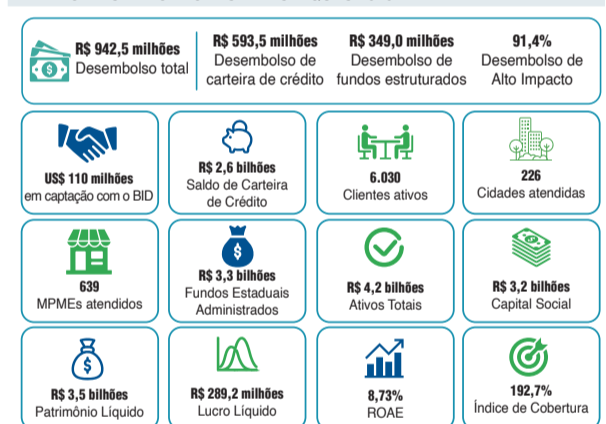 R$ 942,5 milhões
Desembolso total
R$ 593,5 milhões
Desembolso de
carteira de crédito
R$ 349,0 milhões
Desembolso de
fundos estruturados
91,4%
Desembolso de
Alto Impacto
US$ 110 milhões
em captação com o BID
R$ 2,6 bilhões
Saldo de Carteira
de Crédito
6.030
Clientes ativos
226
Cidades atendidas
639
MPMEs atendidos
R$ 3,3 bilhões
Fundos Estaduais
Administrados
R$ 4,2 bilhões
Ativos Totais
R$ 3,2 bilhões
Capital Social
R$ 3,5 bilhões
Patrimônio Líquido
R$ 289,2 milhões
Lucro Líquido
8,73%
ROAE
192,7%
Índice de Cobertura